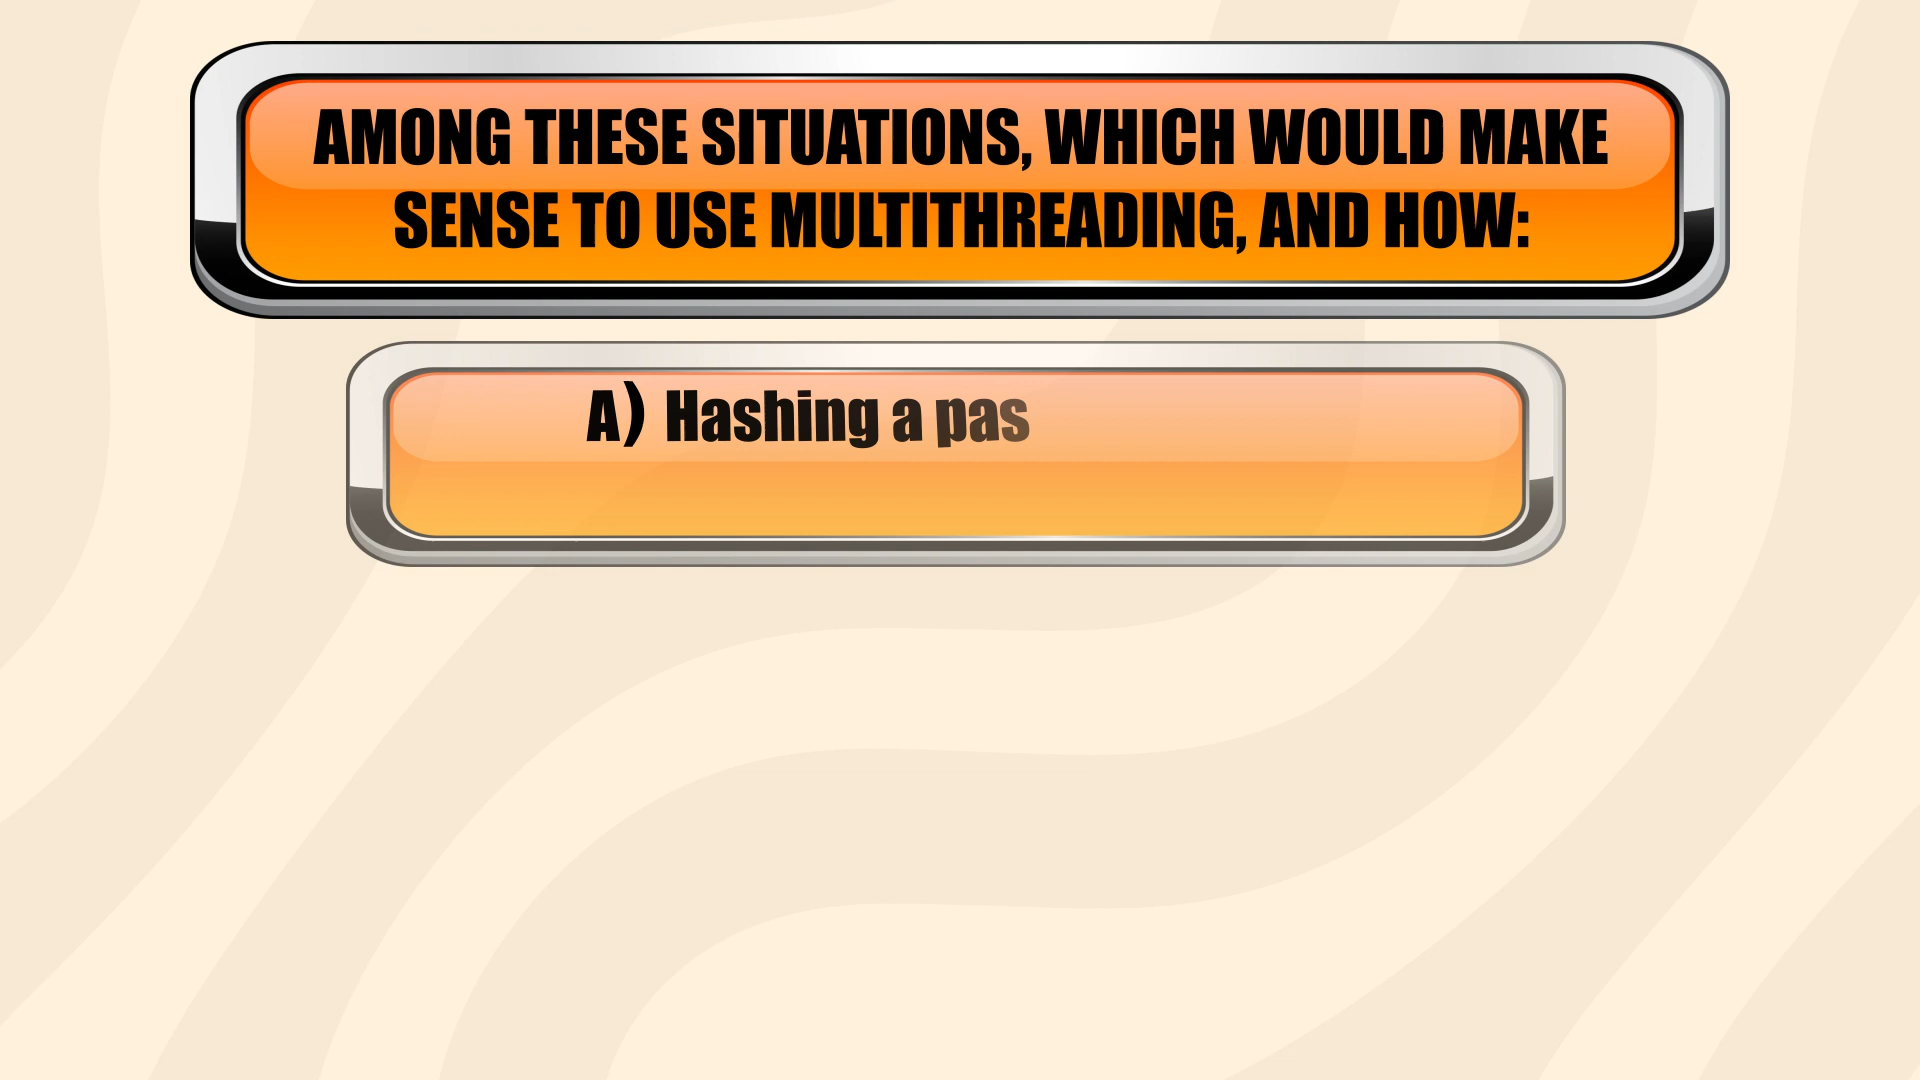 AMONG THESE SITUATIONS, WHICH WOULD MAKE
SENSE TO USE MULTITHREADING, AND HOW:
A) Hashing a pas